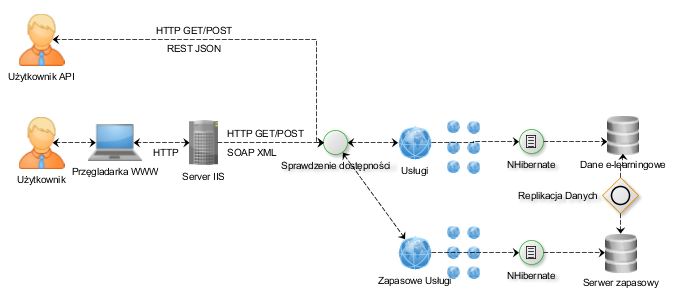 HTTP GET/POST
REST JSON
Użytkownik API
HTTP GET/POST
HTTP
SOAP XML
Użytkownik
Przęgladarka WWW
Server IIS
Sprawdzenie dostępności
Usługi
NHibernate
Dane e-learningowe
Replikacja Danych
Zapasowe Usługi
NHibernate
Serwer zapasowy